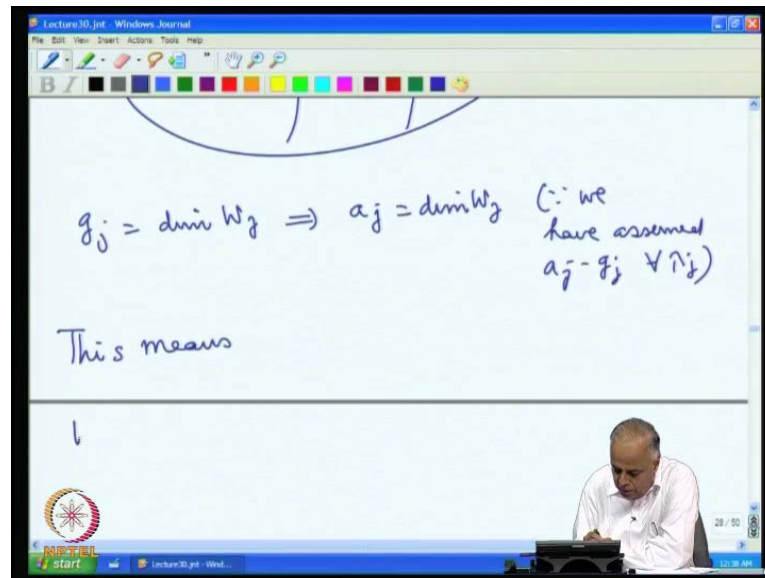 Lecture30.jnt - Windows Journal
File Edit View Insert Actions Tools Help
B I
gj = dim Wj ⟹ aj = dim Wj (∵ we
have assumed
aj = gj ∀ λj)
This means
28 / 50
NPTEL
start Lecture30.jnt - Wind... 12:38 AM